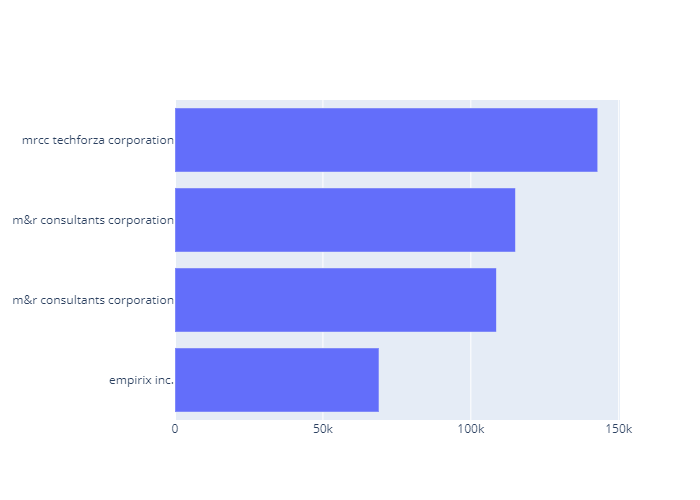 mrcc techforza corporation
m&r consultants corporation
m&r consultants corporation
empirix inc.
0 50k 100k 150k